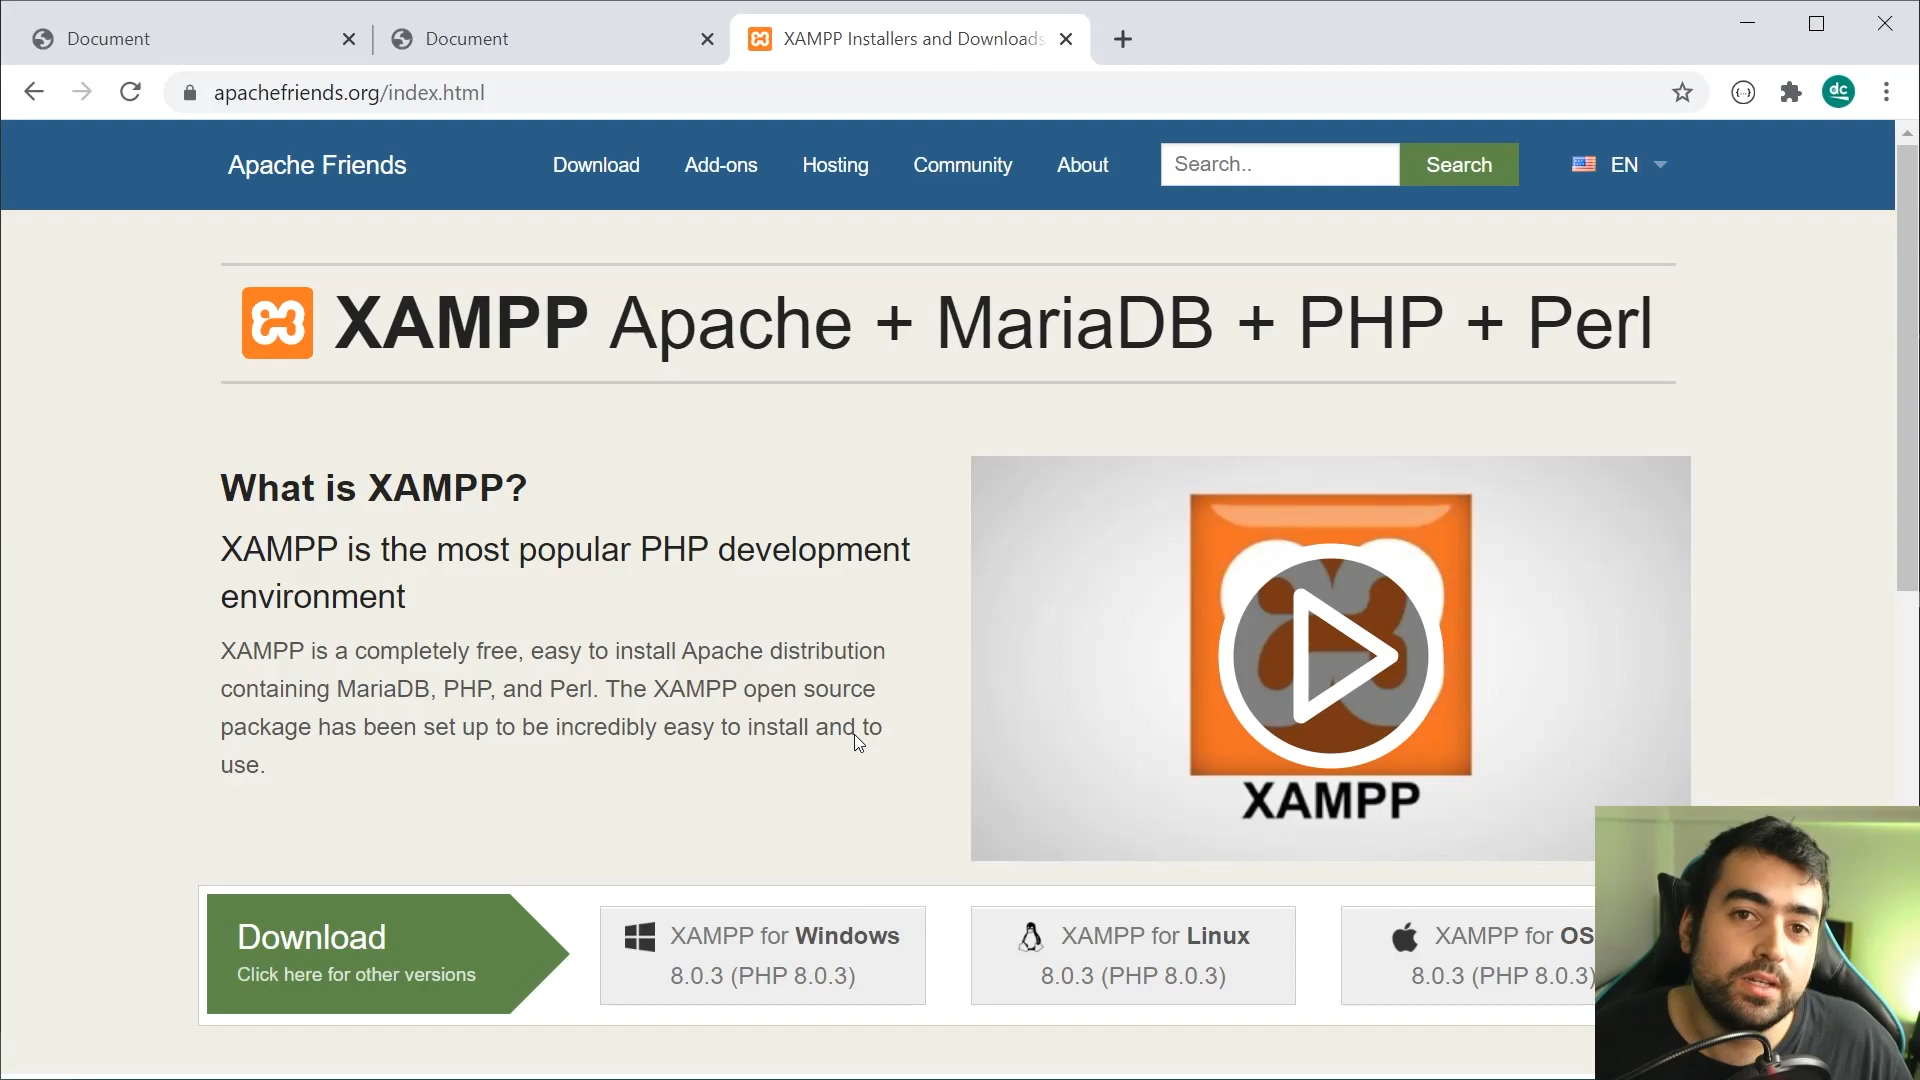 Document
Document
XAMPP Installers and Downloads
apachefriends.org/index.html
dc
Apache Friends
Download
Add-ons
Hosting
Community
About
Search..
Search
EN
XAMPP Apache + MariaDB + PHP + Perl
What is XAMPP?
XAMPP is the most popular PHP development
environment
XAMPP is a completely free, easy to install Apache distribution
containing MariaDB, PHP, and Perl. The XAMPP open source
package has been set up to be incredibly easy to install and to
use.
XAMPP
Download
Click here for other versions
XAMPP for Windows
8.0.3 (PHP 8.0.3)
XAMPP for Linux
8.0.3 (PHP 8.0.3)
XAMPP for OS
8.0.3 (PHP 8.0.3)